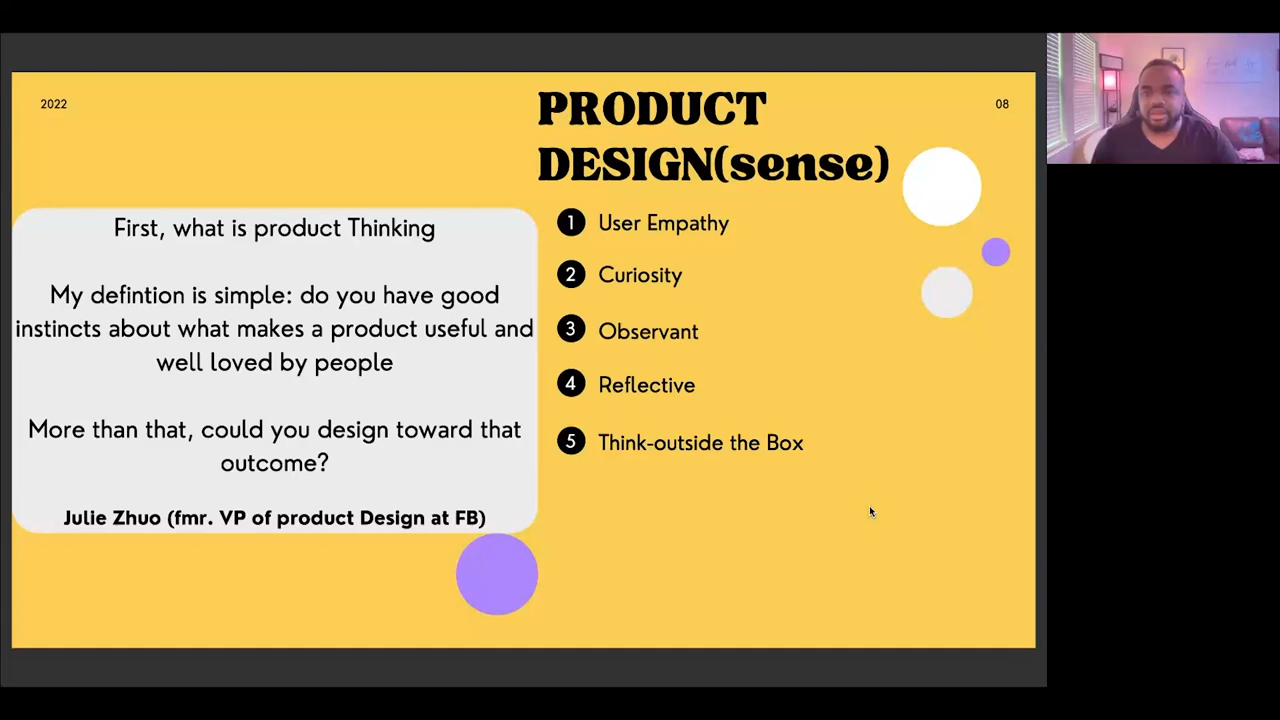 2022
PRODUCT
DESIGN(sense)
08
First, what is product Thinking
My defintion is simple: do you have good
instincts about what makes a product useful and
well loved by people
More than that, could you design toward that
outcome?
Julie Zhuo (fmr. VP of product Design at FB)
1 User Empathy
2 Curiosity
3 Observant
4 Reflective
5 Think-outside the Box